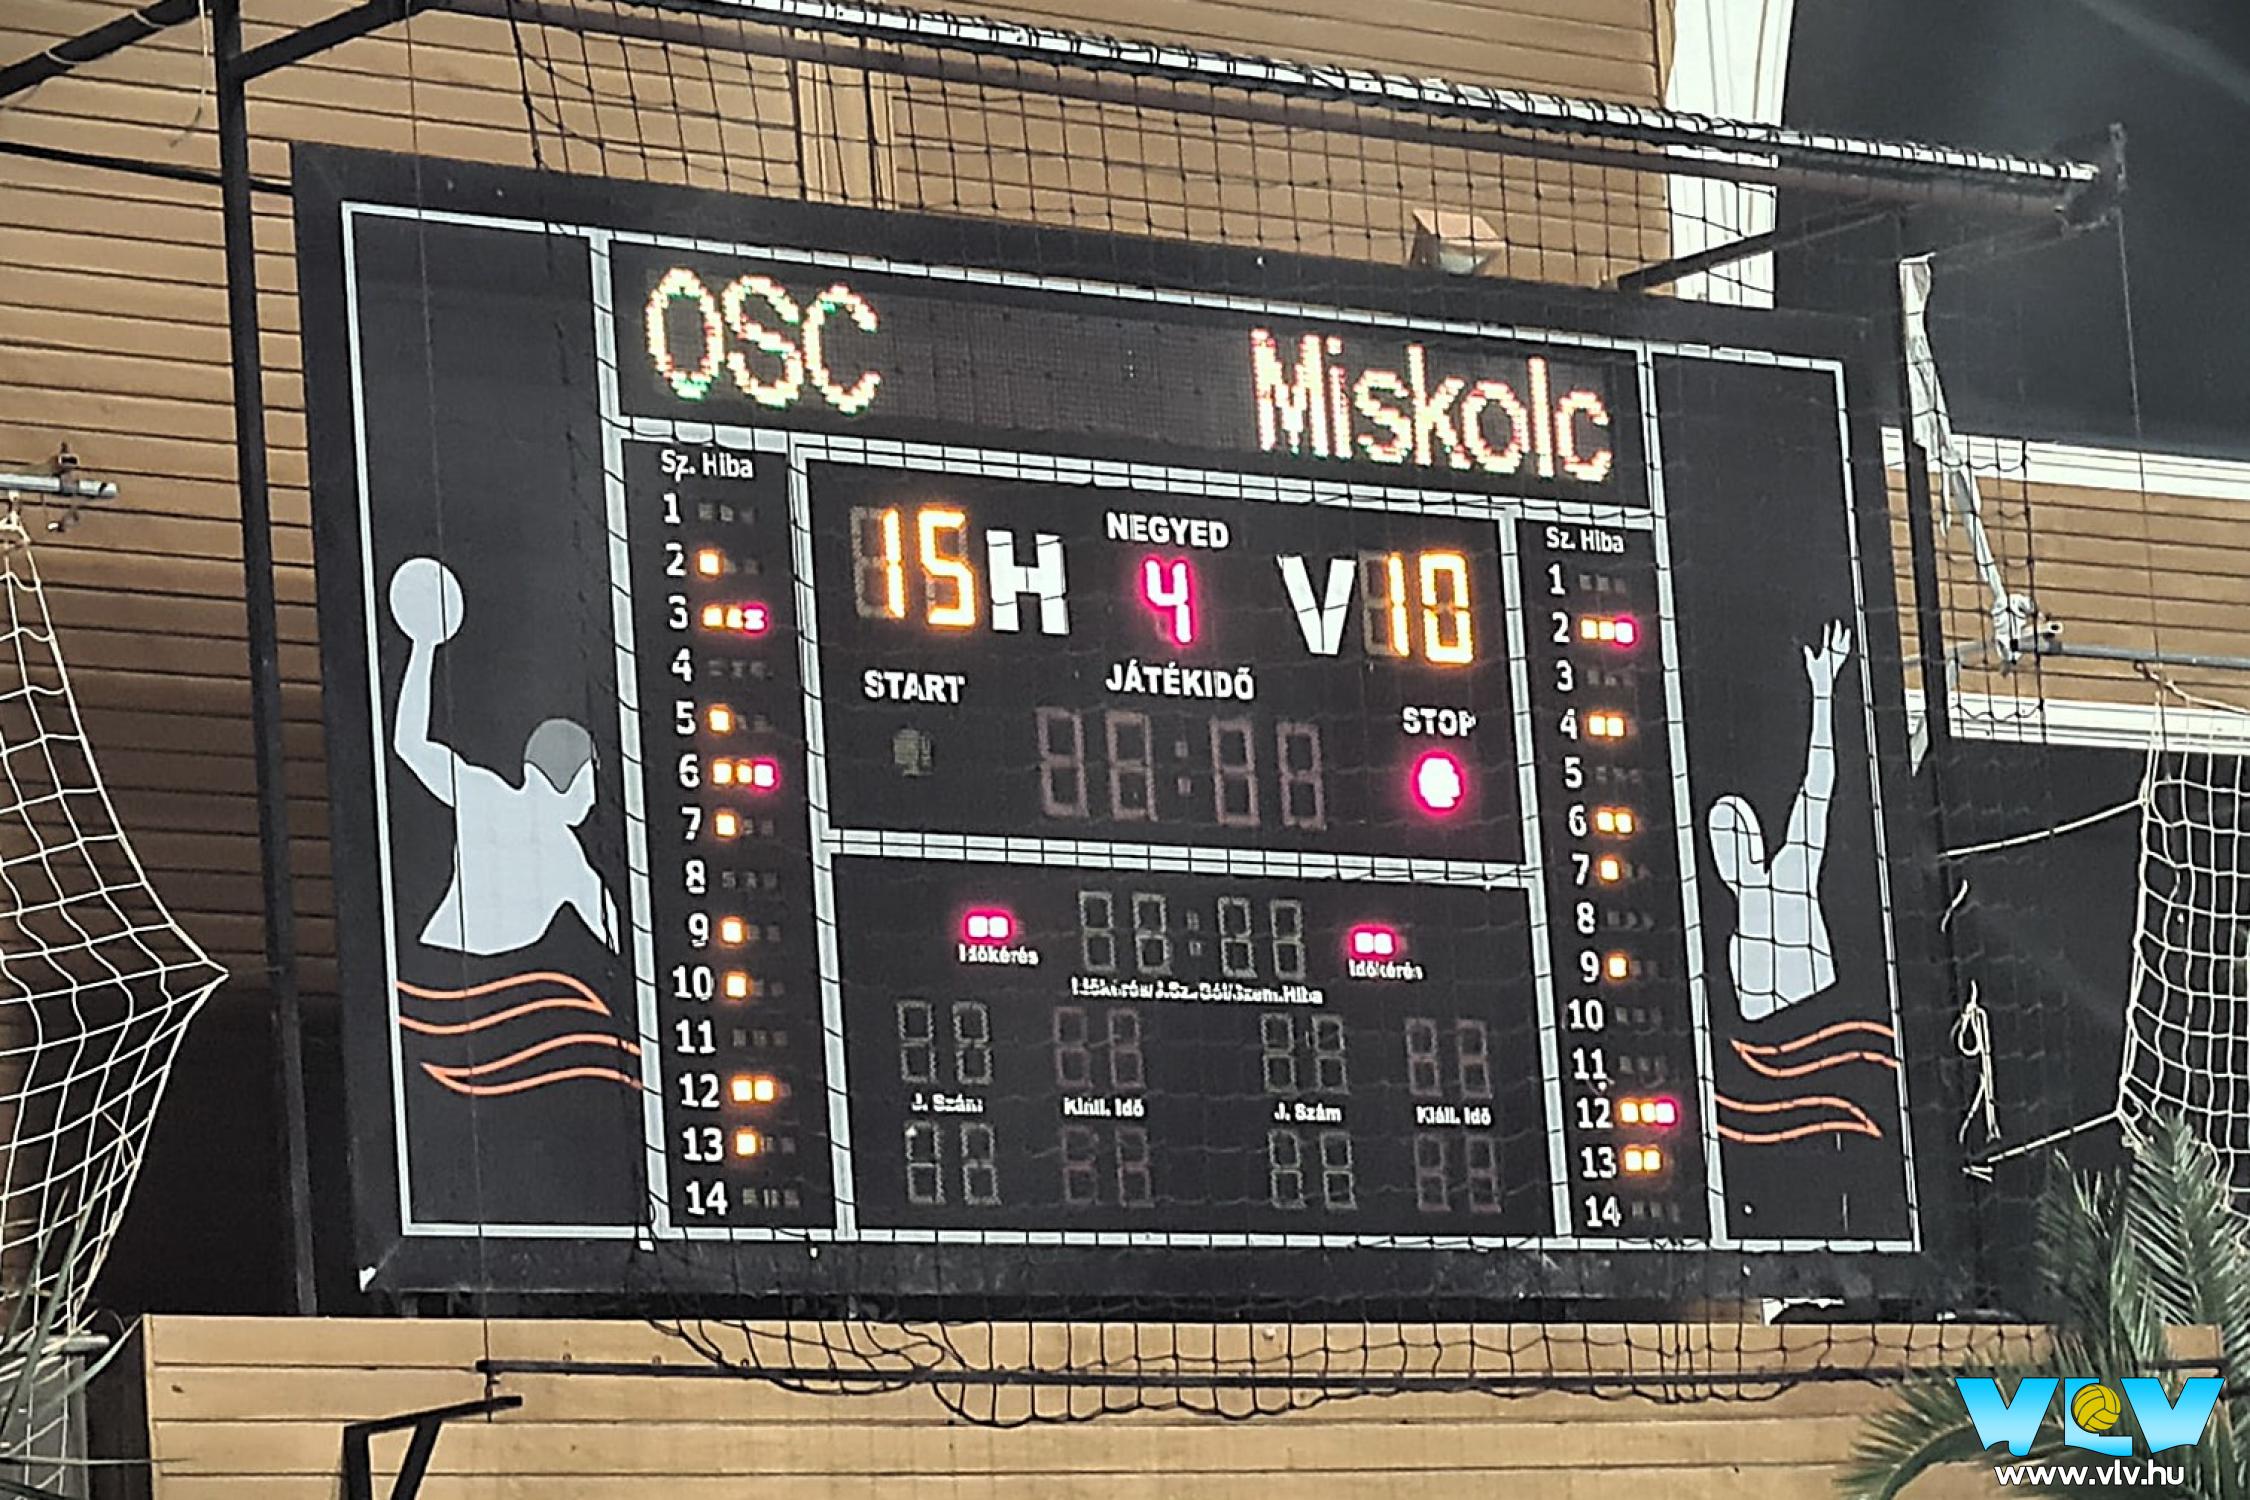 OSC Miskolc
Sz. Hiba
1
2
3
4
5
6
7
8
9
10
11
12
13
14
NEGYED
15 H 4 V 10
JÁTÉKIDŐ
START
STOP
Időkérés Időkérés
J. Szám Kiáll. Idő J. Szám Kiáll. Idő
Sz. Hiba
1
2
3
4
5
6
7
8
9
10
11
12
13
14
VLV
www.vlv.hu